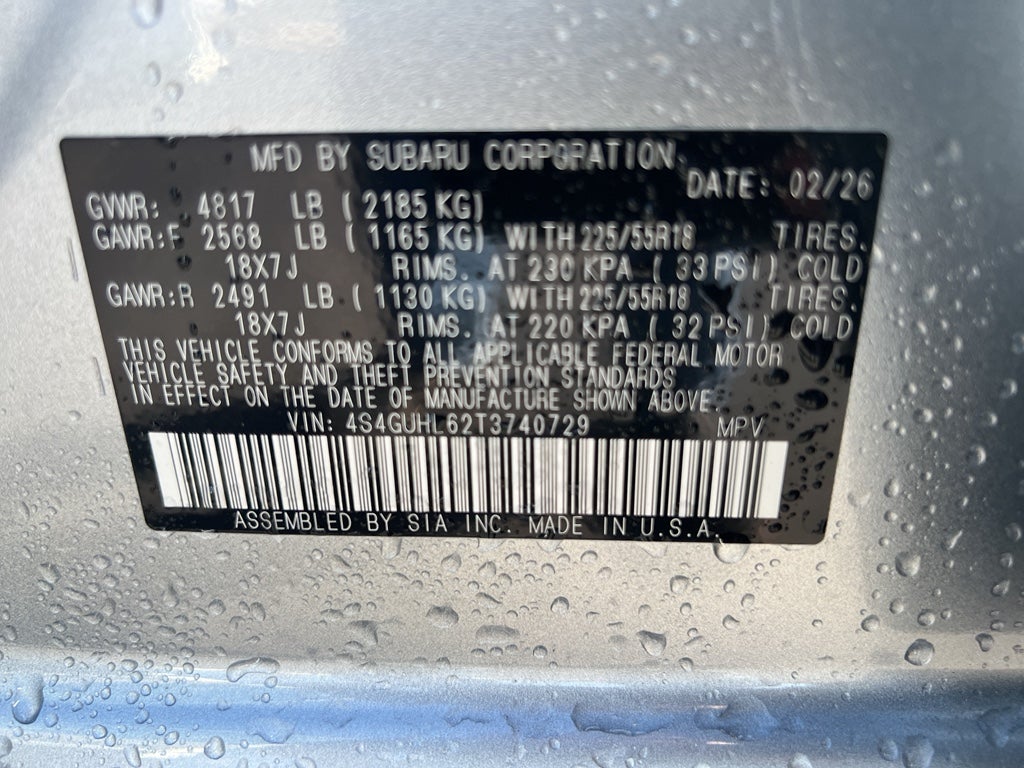 MFD BY SUBARU CORPORATION
DATE: 02/26
GVWR: 4817 LB ( 2185 KG)
GAWR:F 2568 LB ( 1165 KG) WITH 225/55R18 TIRES.
18X7J RIMS. AT 230 KPA ( 33 PSI) COLD
GAWR:R 2491 LB ( 1130 KG) WITH 225/55R18 TIRES.
18X7J RIMS. AT 220 KPA ( 32 PSI) COLD
THIS VEHICLE CONFORMS TO ALL APPLICABLE FEDERAL MOTOR
VEHICLE SAFETY AND THEFT PREVENTION STANDARDS
IN EFFECT ON THE DATE OF MANUFACTURE SHOWN ABOVE.
VIN: 4S4GUHL62T3740729 MPV
ASSEMBLED BY SIA INC. MADE IN U.S.A.